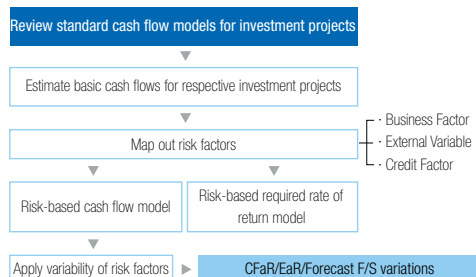 Review standard cash flow models for investment projects
Estimate basic cash flows for respective investment projects
Map out risk factors
· Business Factor
· External Variable
· Credit Factor
Risk-based cash flow model
Risk-based required rate of
return model
Apply variability of risk factors
CFaR/EaR/Forecast F/S variations